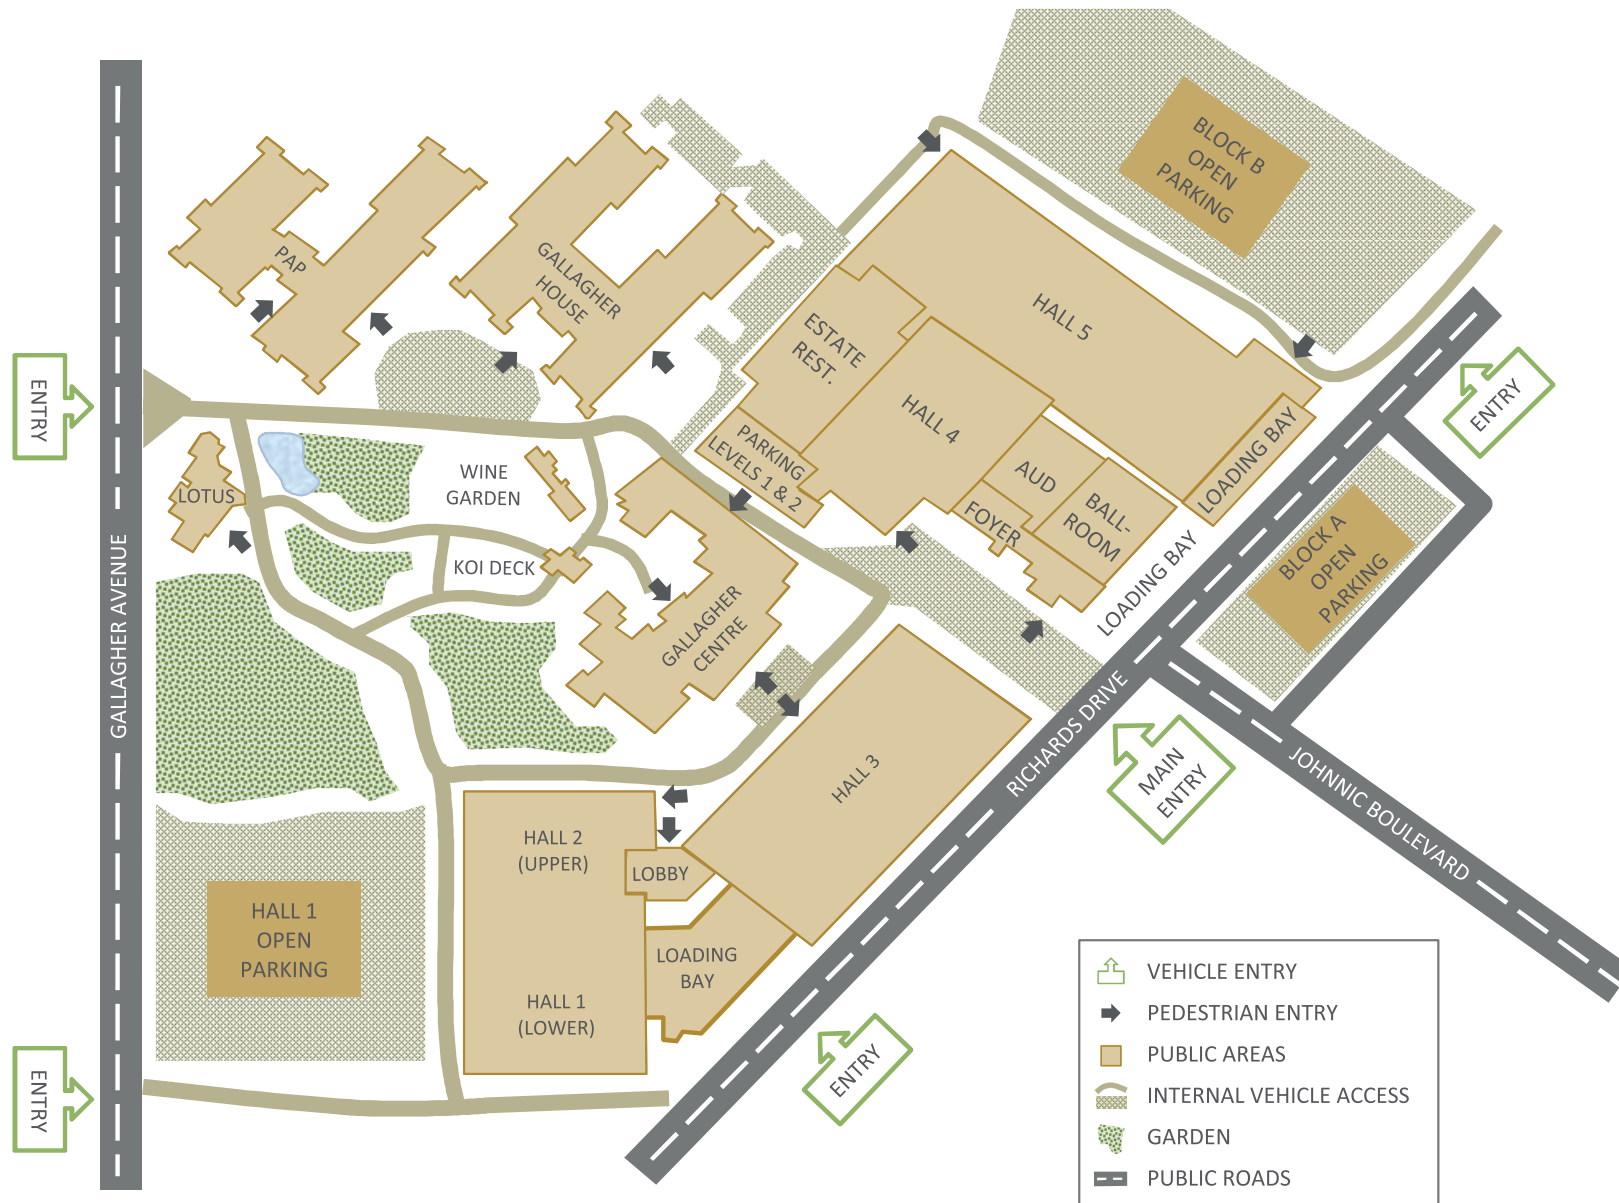 BLOCK B
OPEN
PARKING
PAP
GALLAGHER
HOUSE
HALL 5
ESTATE
REST.
HALL 4
ENTRY
ENTRY
PARKING
LEVELS 1 & 2
AUD
LOADING BAY
WINE
GARDEN
LOTUS
FOYER
BALL-
ROOM
KOI DECK
LOADING BAY
BLOCK A
OPEN
PARKING
GALLAGHER AVENUE
GALLAGHER
CENTRE
RICHARDS DRIVE
MAIN
ENTRY
JOHNNIC BOULEVARD
HALL 3
HALL 2
(UPPER)
LOBBY
HALL 1
OPEN
PARKING
LOADING
BAY
HALL 1
(LOWER)
ENTRY
ENTRY
VEHICLE ENTRY
PEDESTRIAN ENTRY
PUBLIC AREAS
INTERNAL VEHICLE ACCESS
GARDEN
PUBLIC ROADS